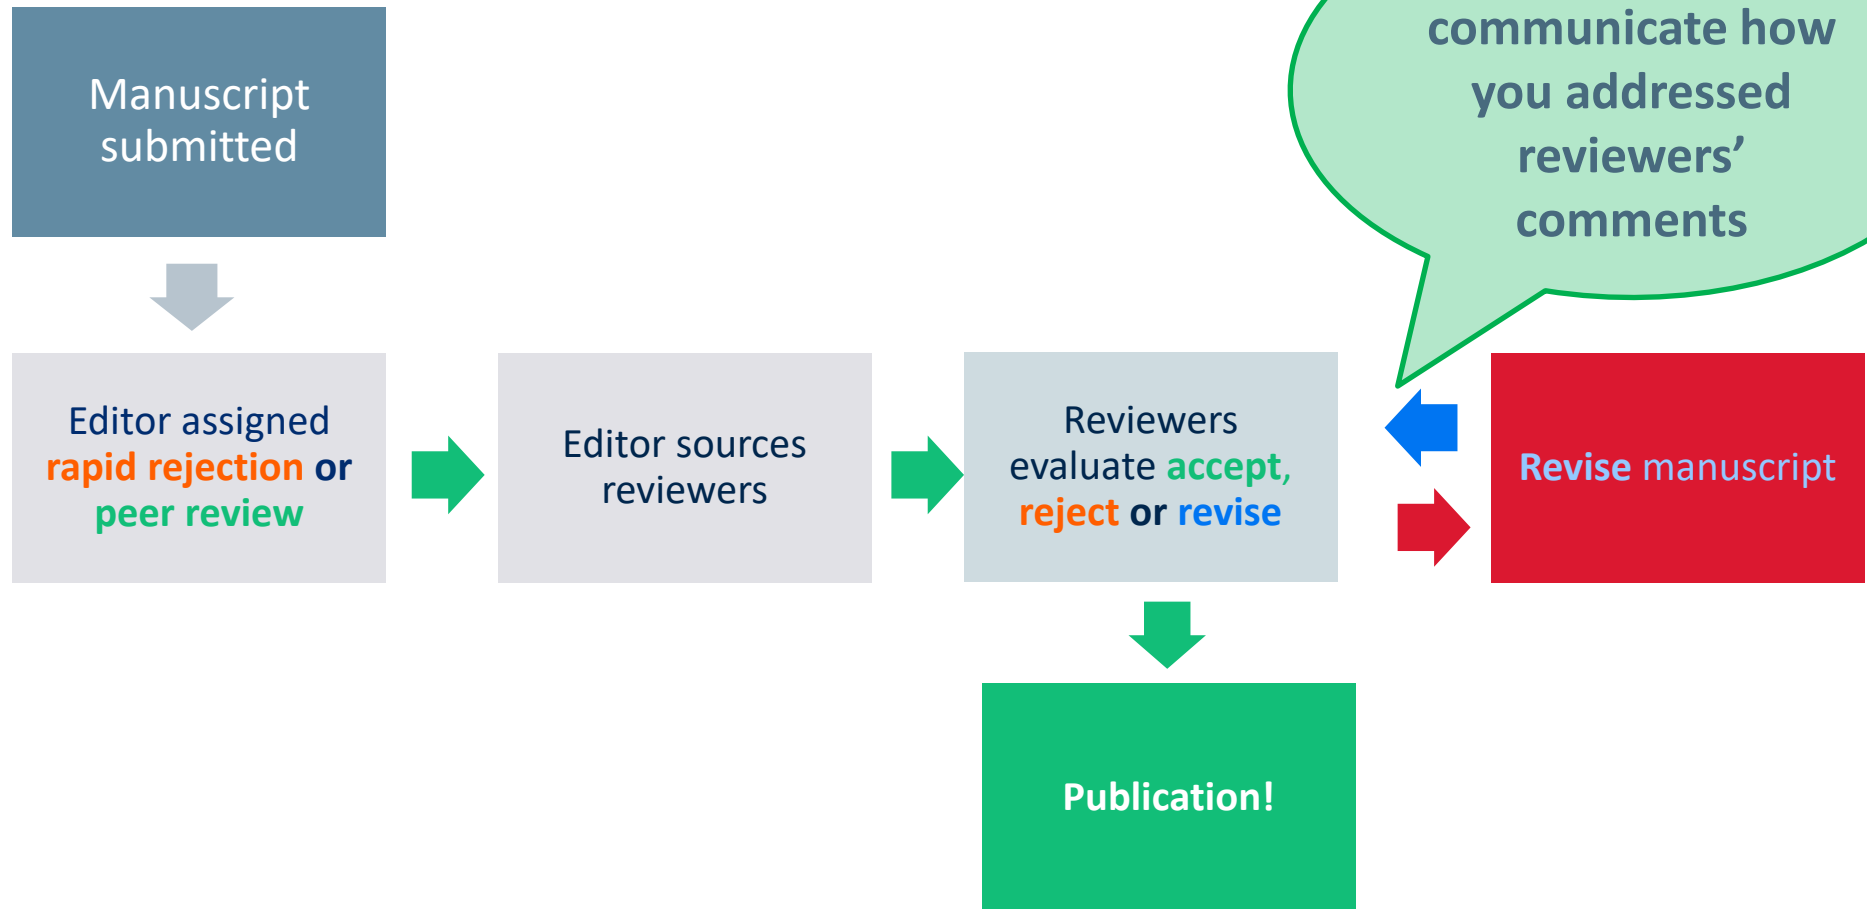 Manuscript
submitted
communicate how
you addressed
reviewers’
comments
Editor assigned
rapid rejection or
peer review
Editor sources
reviewers
Reviewers
evaluate accept,
reject or revise
Revise manuscript
Publication!